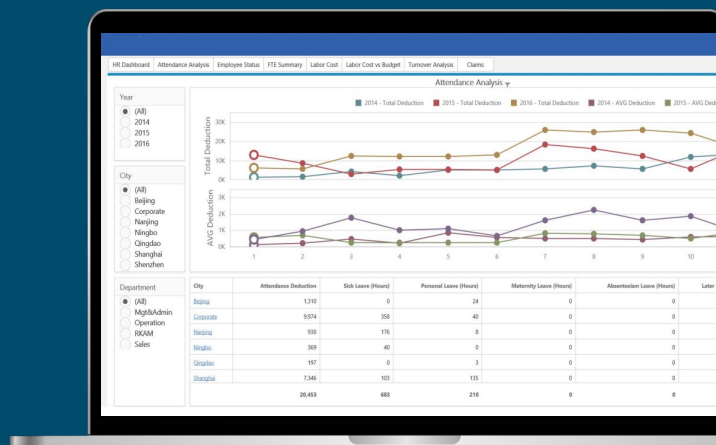 HR Dashboard Attendance Analysis Employee Status FTE Summary Labor Cost Labor Cost vs Budget Turnover Analysis Claims
Attendance Analysis
Year
(All)
2014
2015
2016
2014 - Total Deduction 2015 - Total Deduction 2016 - Total Deduction 2014 - AVG Deduction 2015 - AVG Dedu
Total Deduction
30K
20K
10K
0K
City
(All)
Beijing
Corporate
Nanjing
Ningbo
Qingdao
Shanghai
Shenzhen
AVG Deduction
3K
2K
1K
0K
1 2 3 4 5 6 7 8 9 10
Department
(All)
Mgt&Admin
Operation
RKAM
Sales
City Attendance Deduction Sick Leave (Hours) Personal Leave (Hours) Maternity Leave (Hours) Absenteeism Leave (Hours) Later
Beijing 1,310 0 24 0 0
Corporate 9,974 358 40 0 0
Nanjing 930 176 8 0 0
Ningbo 369 40 0 0 0
Qingdao 197 0 3 0 0
Shanghai 7,346 103 135 0 0
20,453 683 210 0 0